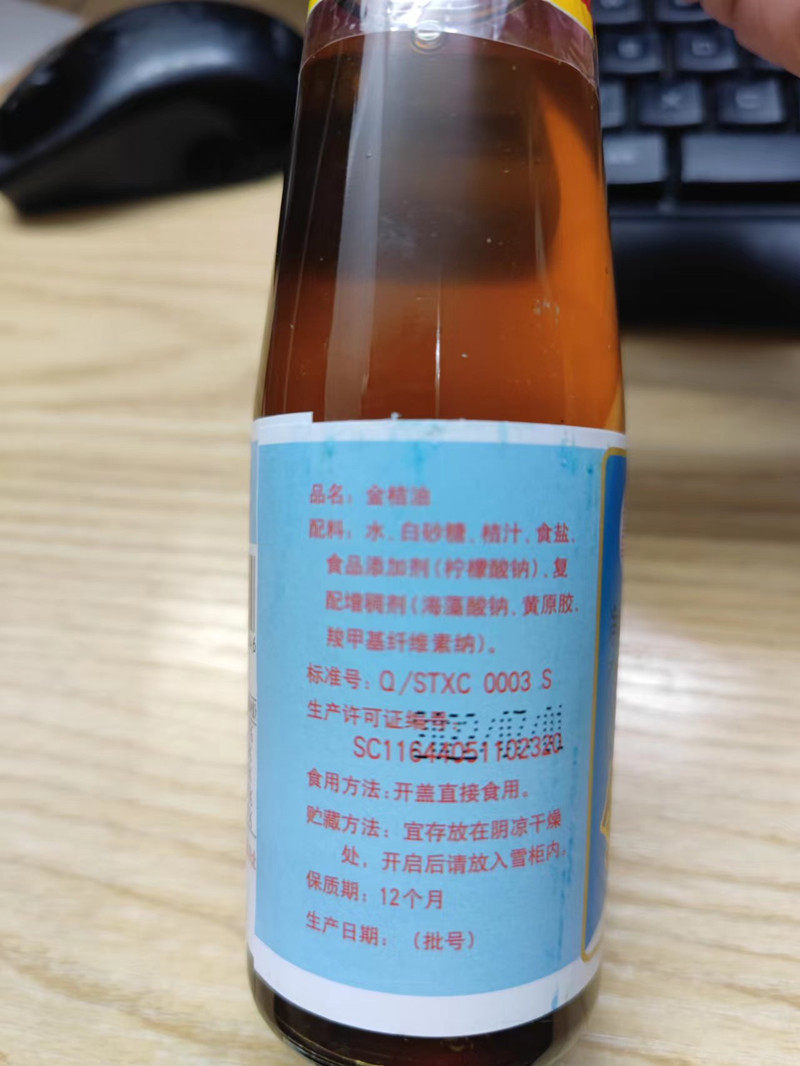 品名：金桔油
配料：水、白砂糖、桔汁、食盐、
食品添加剂(柠檬酸钠)、复
配增稠剂(海藻酸钠、黄原胶、
羧甲基纤维素纳)。
标准号：Q/STXC 0003 S
生产许可证编号：
SC11644051102320
食用方法：开盖直接食用。
贮藏方法：宜存放在阴凉干燥
处，开启后请放入雪柜内。
保质期：12个月
生产日期：（批号）